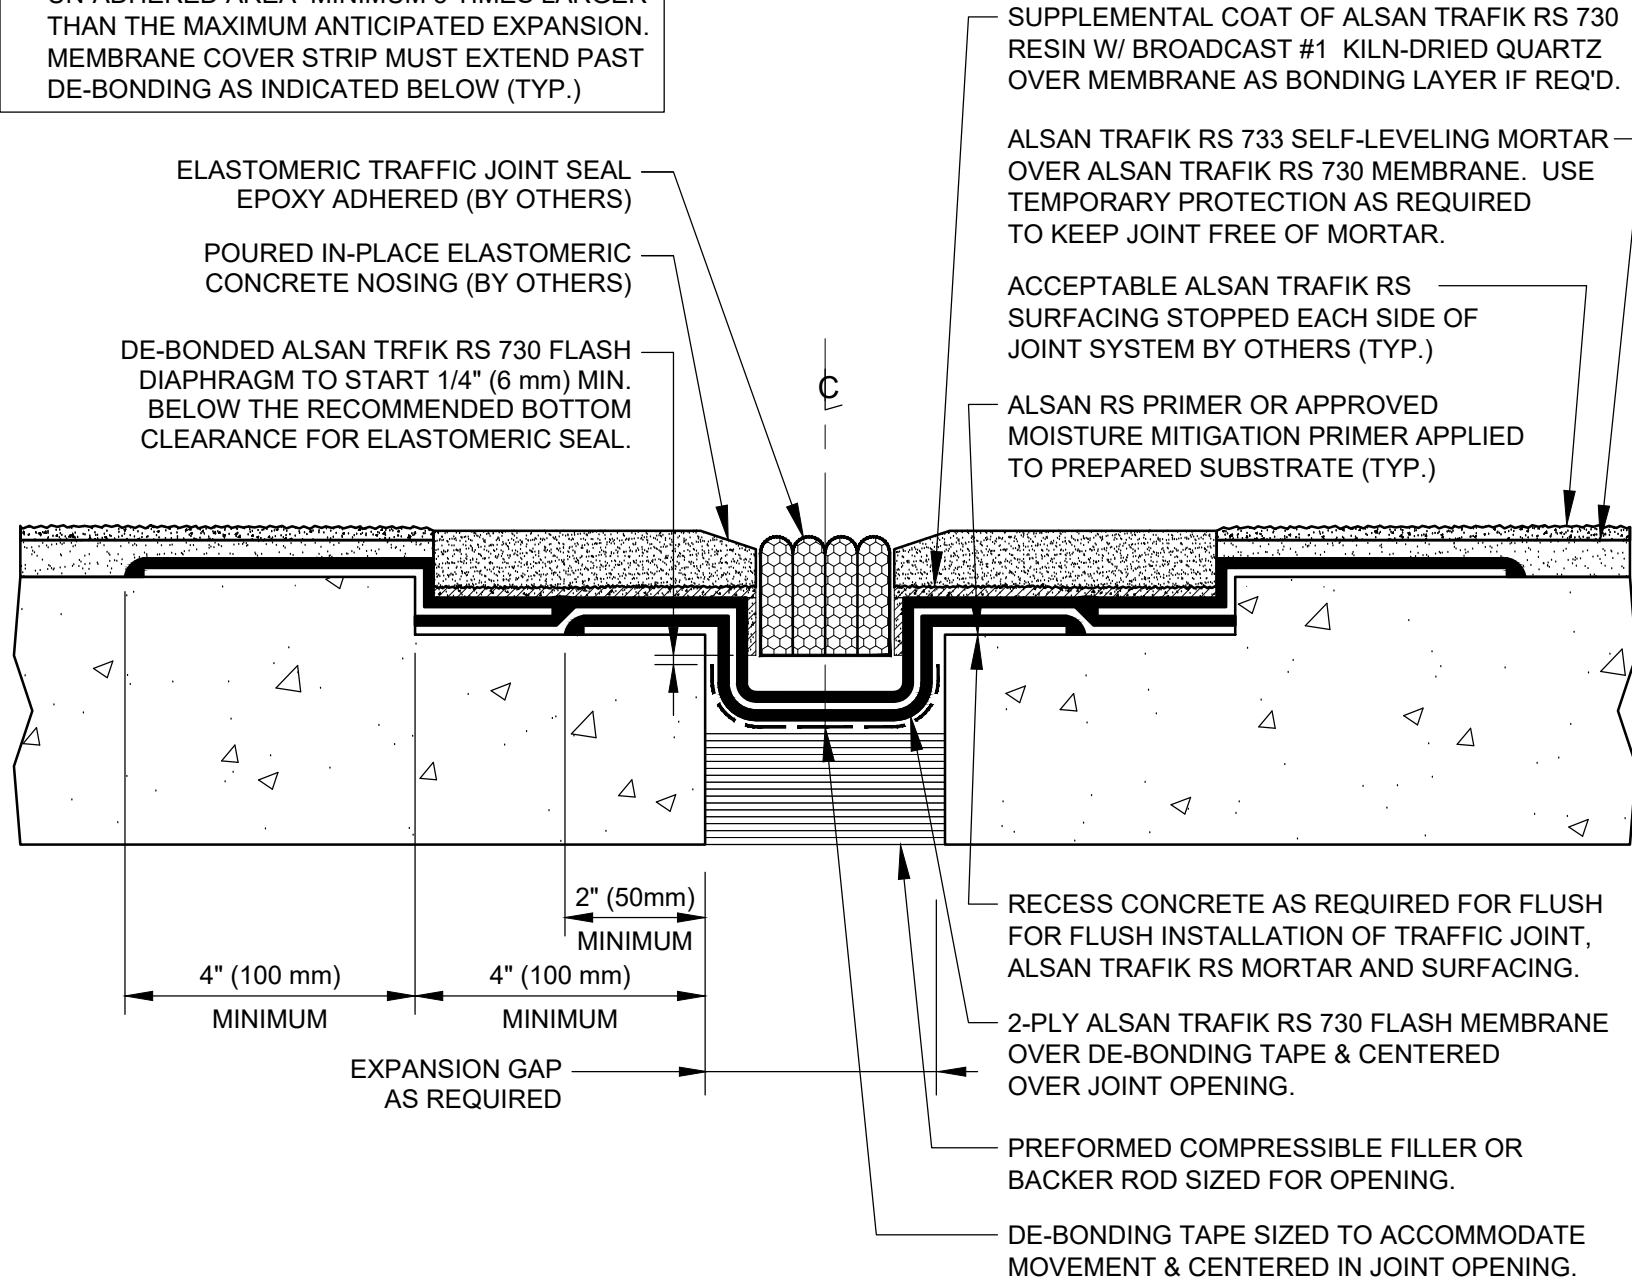 THAN THE MAXIMUM ANTICIPATED EXPANSION.
MEMBRANE COVER STRIP MUST EXTEND PAST
DE-BONDING AS INDICATED BELOW (TYP.)
ELASTOMERIC TRAFFIC JOINT SEAL
EPOXY ADHERED (BY OTHERS)
POURED IN-PLACE ELASTOMERIC
CONCRETE NOSING (BY OTHERS)
DE-BONDED ALSAN TRFIK RS 730 FLASH
DIAPHRAGM TO START 1/4" (6 mm) MIN.
BELOW THE RECOMMENDED BOTTOM
CLEARANCE FOR ELASTOMERIC SEAL.
SUPPLEMENTAL COAT OF ALSAN TRAFIK RS 730
RESIN W/ BROADCAST #1 KILN-DRIED QUARTZ
OVER MEMBRANE AS BONDING LAYER IF REQ'D.
ALSAN TRAFIK RS 733 SELF-LEVELING MORTAR
OVER ALSAN TRAFIK RS 730 MEMBRANE. USE
TEMPORARY PROTECTION AS REQUIRED
TO KEEP JOINT FREE OF MORTAR.
ACCEPTABLE ALSAN TRAFIK RS
SURFACING STOPPED EACH SIDE OF
JOINT SYSTEM BY OTHERS (TYP.)
ALSAN RS PRIMER OR APPROVED
MOISTURE MITIGATION PRIMER APPLIED
TO PREPARED SUBSTRATE (TYP.)
C
L
2" (50mm)
MINIMUM
4" (100 mm)
MINIMUM
4" (100 mm)
MINIMUM
EXPANSION GAP
AS REQUIRED
RECESS CONCRETE AS REQUIRED FOR FLUSH
FOR FLUSH INSTALLATION OF TRAFFIC JOINT,
ALSAN TRAFIK RS MORTAR AND SURFACING.
2-PLY ALSAN TRAFIK RS 730 FLASH MEMBRANE
OVER DE-BONDING TAPE & CENTERED
OVER JOINT OPENING.
PREFORMED COMPRESSIBLE FILLER OR
BACKER ROD SIZED FOR OPENING.
DE-BONDING TAPE SIZED TO ACCOMMODATE
MOVEMENT & CENTERED IN JOINT OPENING.